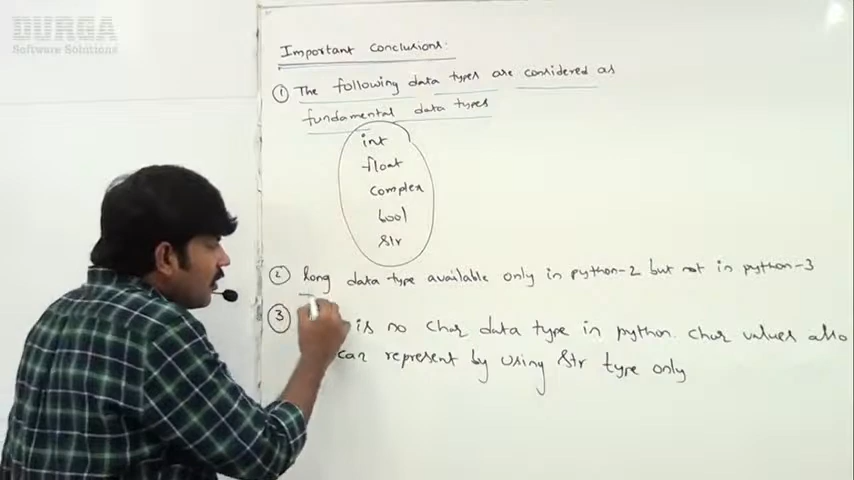 DURGA
Software Solutions
Important conclusions:
① The following data types are considered as
fundamental data types
int
float
complex
bool
str
② long data type available only in python-2 but not in python-3
③ is no char data type in python. char values also
can represent by using str type only